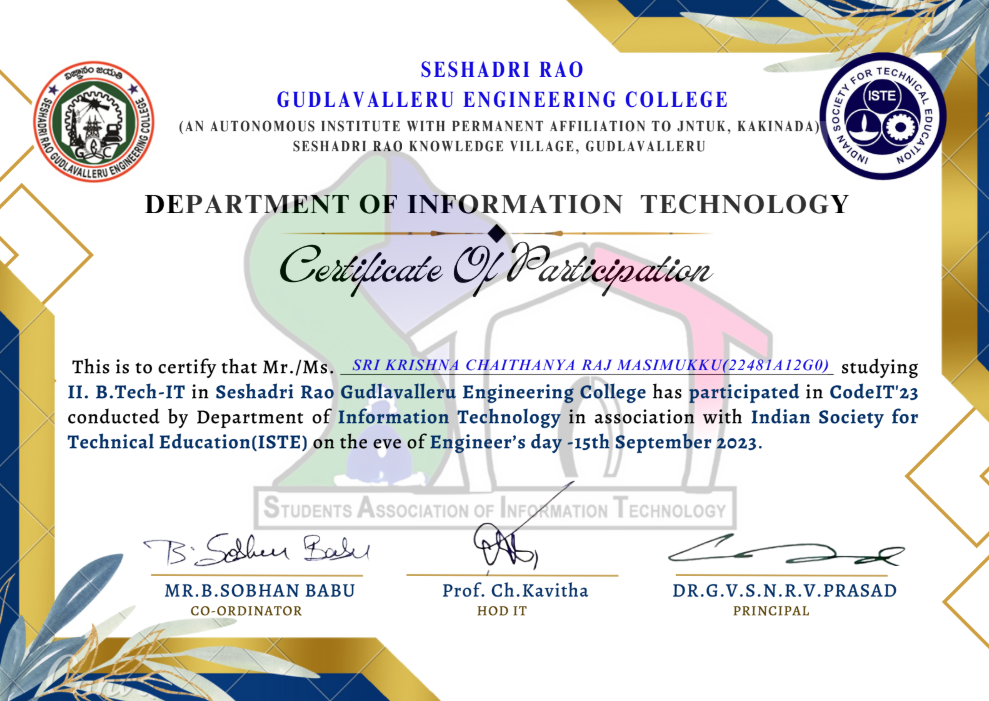 SESHADRI RAO
GUDLAVALLERU ENGINEERING COLLEGE
(AN AUTONOMOUS INSTITUTE WITH PERMANENT AFFILIATION TO JNTUK, KAKINADA)
SESHADRI RAO KNOWLEDGE VILLAGE, GUDLAVALLERU
విజ్ఞానం జయతి
SESHADRI RAO GUDLAVALLERU ENGINEERING COLLEGE
GEC
INDIAN SOCIETY FOR TECHNICAL EDUCATION
ISTE
DEPARTMENT OF INFORMATION TECHNOLOGY
Certificate Of Participation
This is to certify that Mr./Ms. SRI KRISHNA CHAITHANYA RAJ MASIMUKKU(22481A12G0) studying
II. B.Tech-IT in Seshadri Rao Gudlavalleru Engineering College has participated in CodeIT'23
conducted by Department of Information Technology in association with Indian Society for
Technical Education(ISTE) on the eve of Engineer’s day -15th September 2023.
STUDENTS ASSOCIATION OF INFORMATION TECHNOLOGY
B. Sobhan Babu
MR.B.SOBHAN BABU
CO-ORDINATOR
Prof. Ch.Kavitha
HOD IT
DR.G.V.S.N.R.V.PRASAD
PRINCIPAL